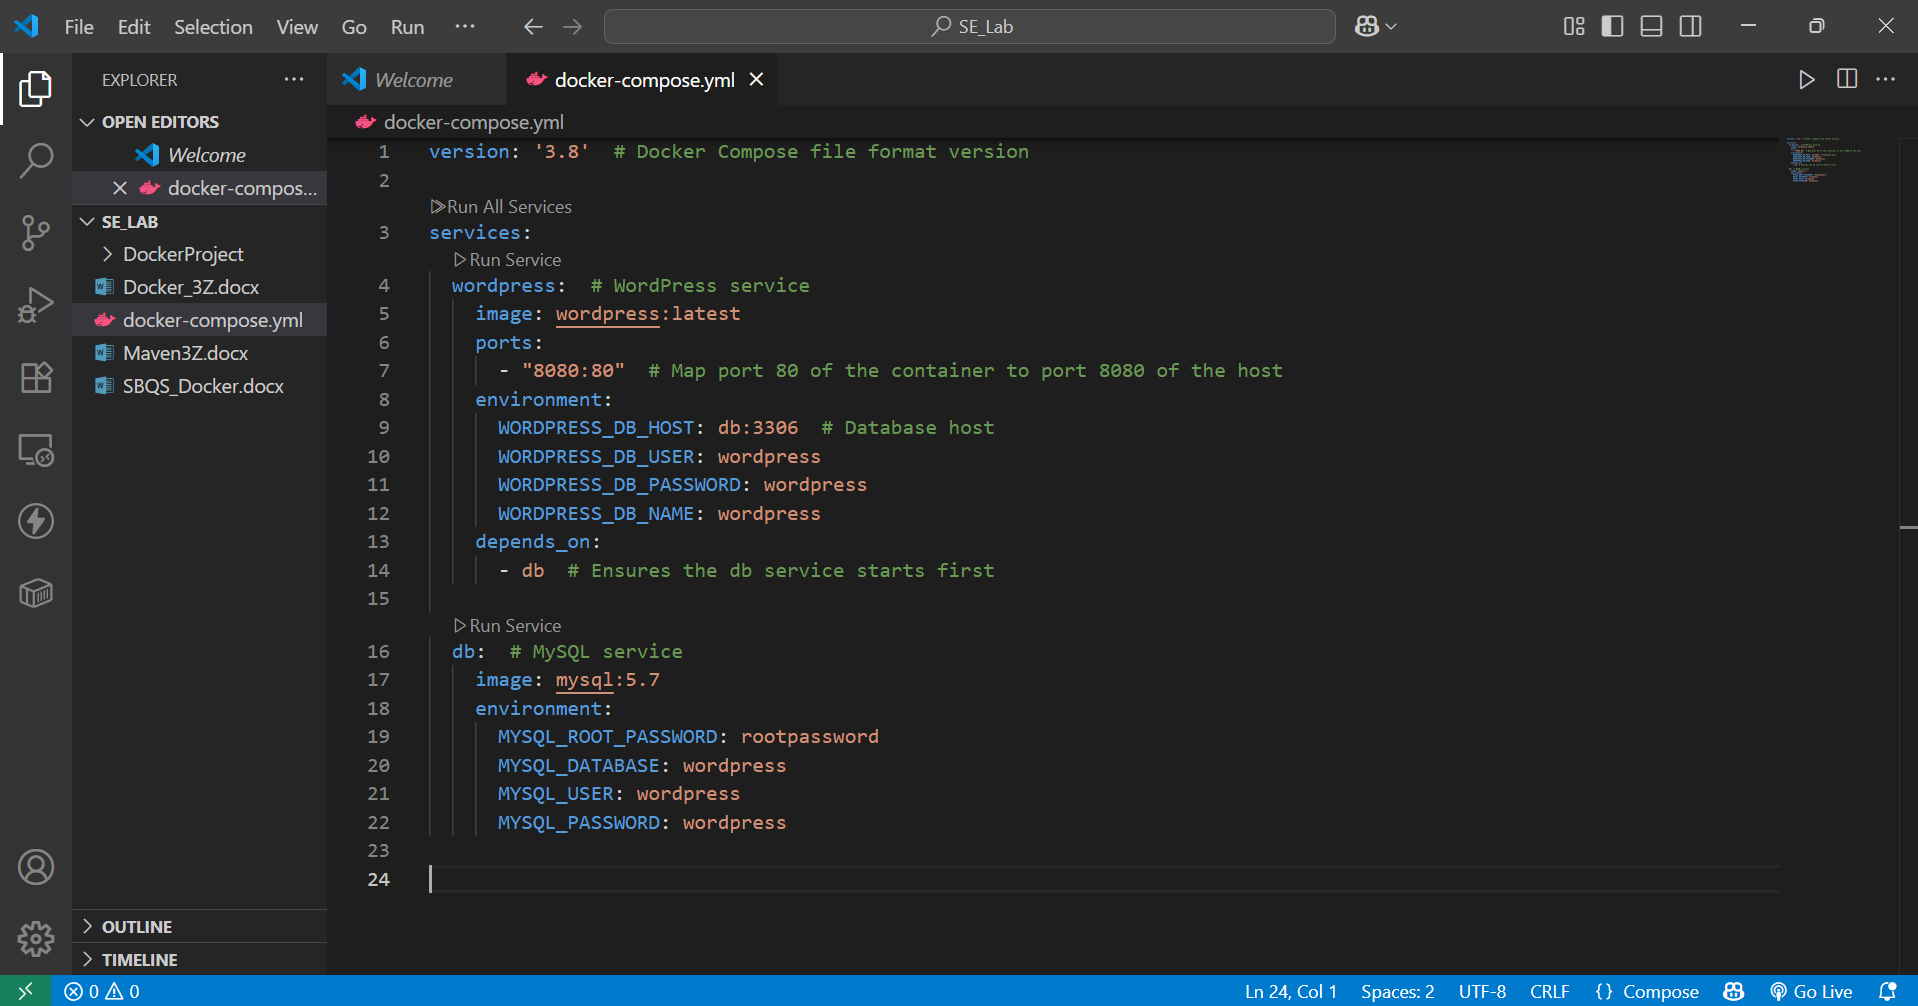 File Edit Selection View Go Run ··· SE_Lab
EXPLORER ···
OPEN EDITORS
Welcome
docker-compos...
SE_LAB
DockerProject
Docker_3Z.docx
docker-compose.yml
Maven3Z.docx
SBQS_Docker.docx
OUTLINE
TIMELINE
Welcome docker-compose.yml
docker-compose.yml
1 version: '3.8'  # Docker Compose file format version
2
Run All Services
3 services:
Run Service
4   wordpress:  # WordPress service
5     image: wordpress:latest
6     ports:
7       - "8080:80"  # Map port 80 of the container to port 8080 of the host
8     environment:
9       WORDPRESS_DB_HOST: db:3306  # Database host
10       WORDPRESS_DB_USER: wordpress
11       WORDPRESS_DB_PASSWORD: wordpress
12       WORDPRESS_DB_NAME: wordpress
13     depends_on:
14       - db  # Ensures the db service starts first
15
Run Service
16   db:  # MySQL service
17     image: mysql:5.7
18     environment:
19       MYSQL_ROOT_PASSWORD: rootpassword
20       MYSQL_DATABASE: wordpress
21       MYSQL_USER: wordpress
22       MYSQL_PASSWORD: wordpress
23
24
0 0 Ln 24, Col 1 Spaces: 2 UTF-8 CRLF {} Compose Go Live